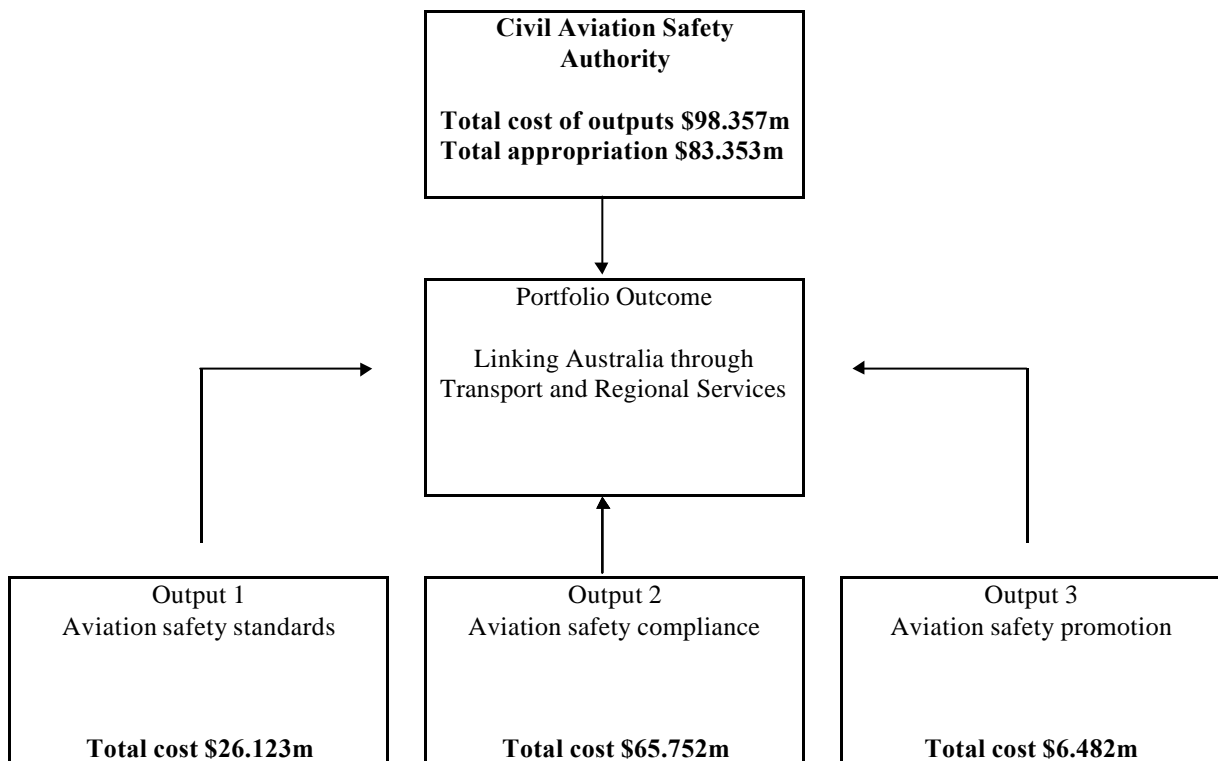 Civil Aviation Safety
Authority
Total cost of outputs $98.357m
Total appropriation $83.353m
Portfolio Outcome
Linking Australia through
Transport and Regional Services
Output 1
Aviation safety standards
Total cost $26.123m
Output 2
Aviation safety compliance
Total cost $65.752m
Output 3
Aviation safety promotion
Total cost $6.482m